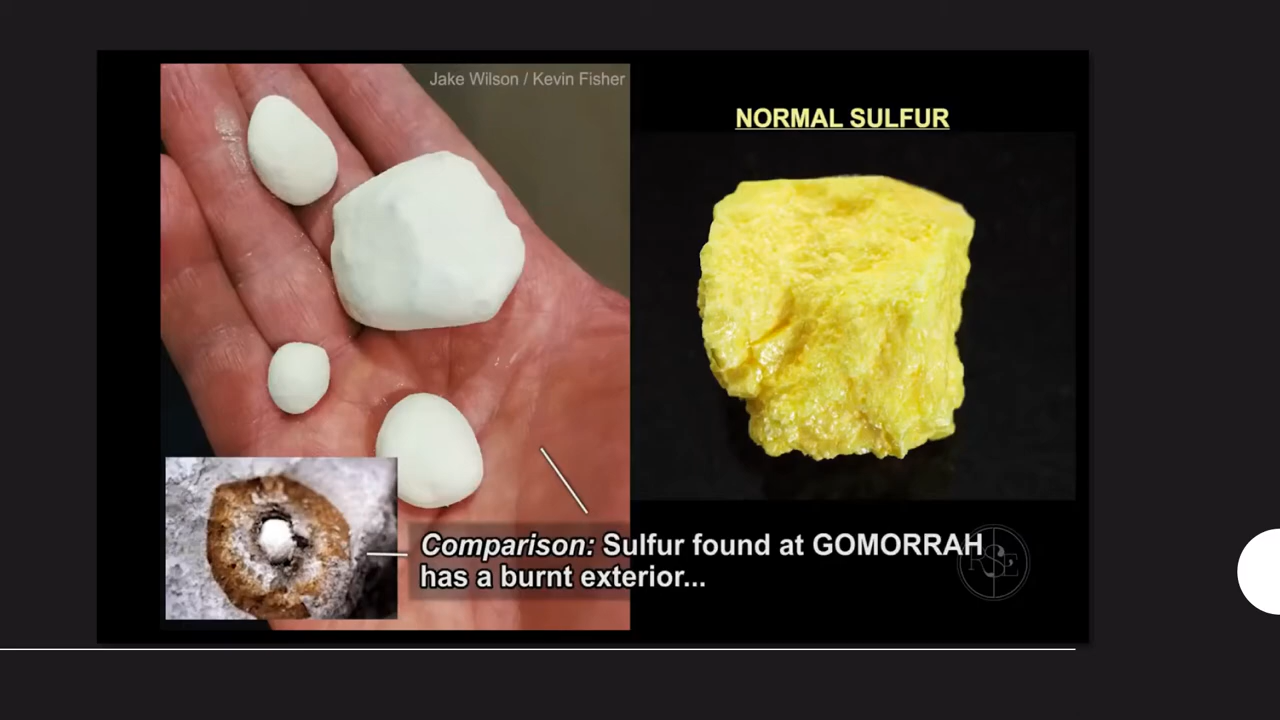 Jake Wilson / Kevin Fisher
NORMAL SULFUR
Comparison: Sulfur found at GOMORRAH
has a burnt exterior...